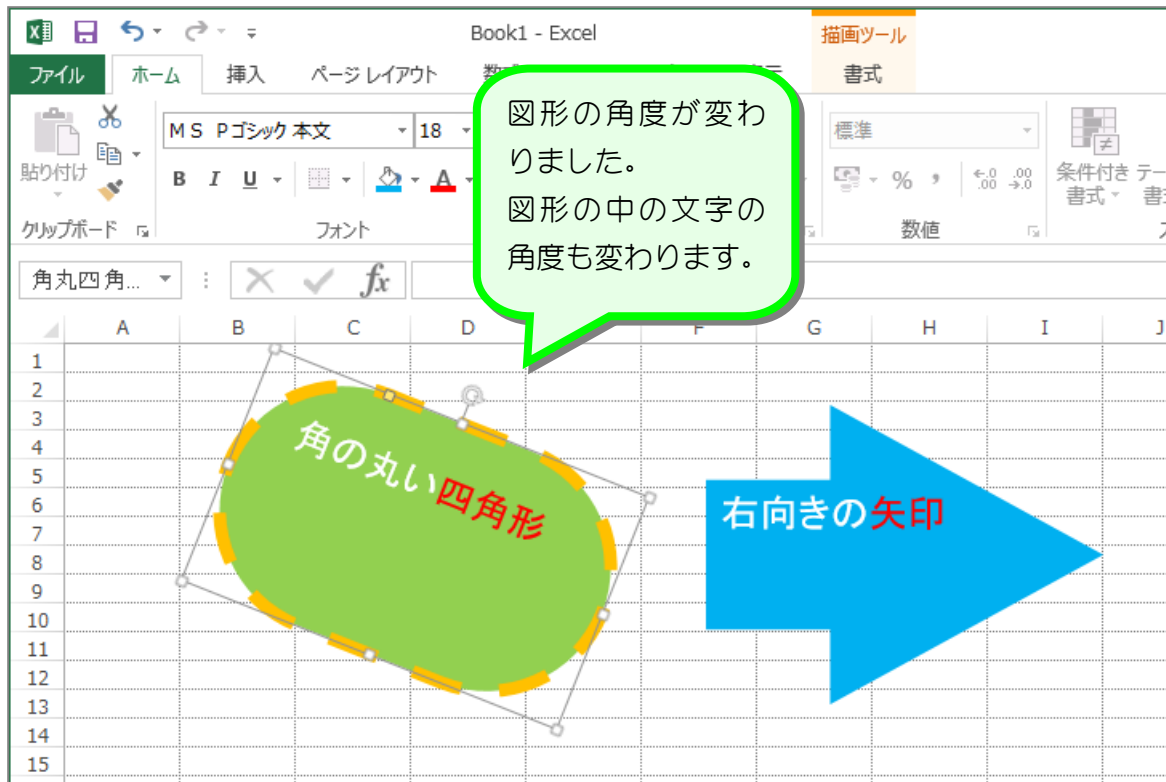 Book1 - Excel
描画ツール
ファイル ホーム 挿入 ページ レイアウト 書式
MS Pゴシック 本文 18 標準
貼り付け
B I U A % , .0 .00 .00 .0
条件付き
書式
クリップボード フォント 数値
角丸四角... fx
図形の角度が変わ
りました。
図形の中の文字の
角度も変わります。
A B C D F G H I J
1
2
3
4
5
6
7
8
9
10
11
12
13
14
15
角の丸い四角形
右向きの矢印